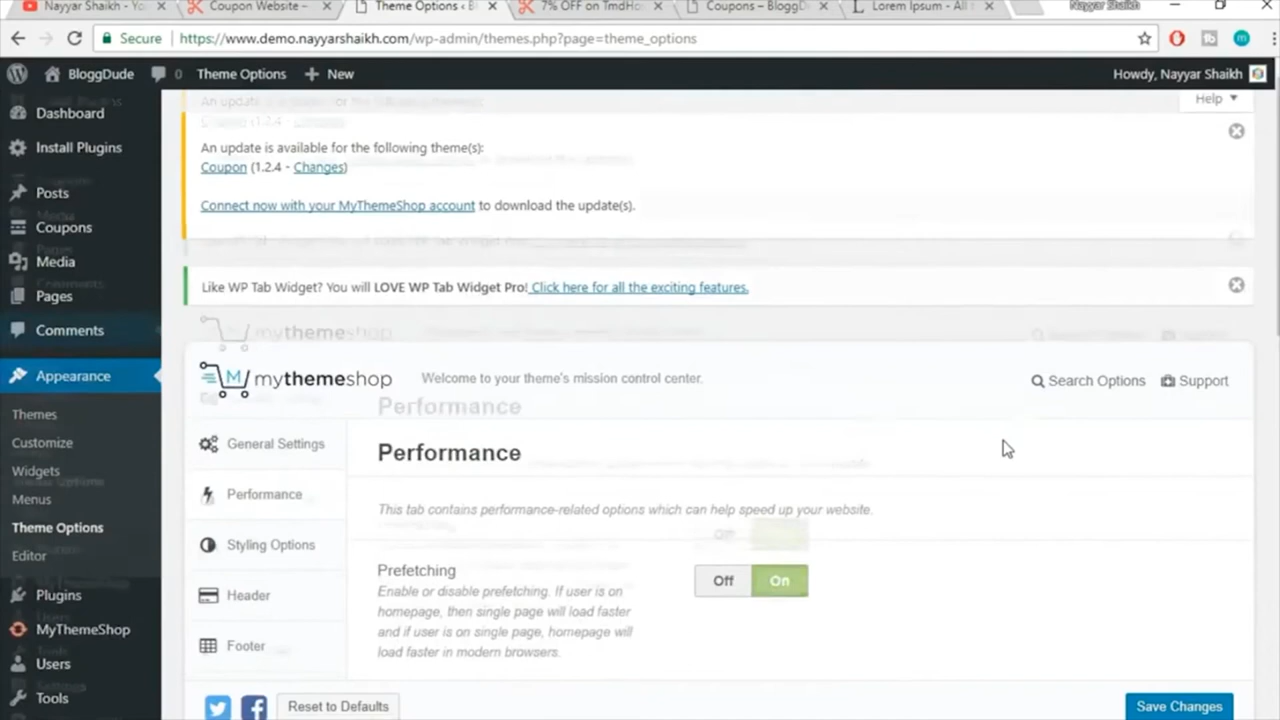 Nayyar Shaikh - Yo
Coupon Website –
Theme Options ‹ B
7% OFF on TmdHo
Coupons – BloggD
Lorem Ipsum - All
Nayyar Shaikh
Secure
https://www.demo.nayyarshaikh.com/wp-admin/themes.php?page=theme_options
BloggDude
0
Theme Options
New
Howdy, Nayyar Shaikh
Help
Dashboard
Install Plugins
Posts
Coupons
Media
Pages
Comments
Appearance
Themes
Customize
Widgets
Menus
Theme Options
Editor
Plugins
MyThemeShop
Users
Tools
An update is available for the following theme(s):
Coupon (1.2.4 - Changes)
Connect now with your MyThemeShop account to download the update(s).
Like WP Tab Widget? You will LOVE WP Tab Widget Pro! Click here for all the exciting features.
mythemeshop
Welcome to your theme's mission control center.
Search Options
Support
General Settings
Performance
Styling Options
Header
Footer
Performance
Performance
This tab contains performance-related options which can help speed up your website.
Prefetching
Off
On
Enable or disable prefetching. If user is on
homepage, then single page will load faster
and if user is on single page, homepage will
load faster in modern browsers.
Reset to Defaults
Save Changes